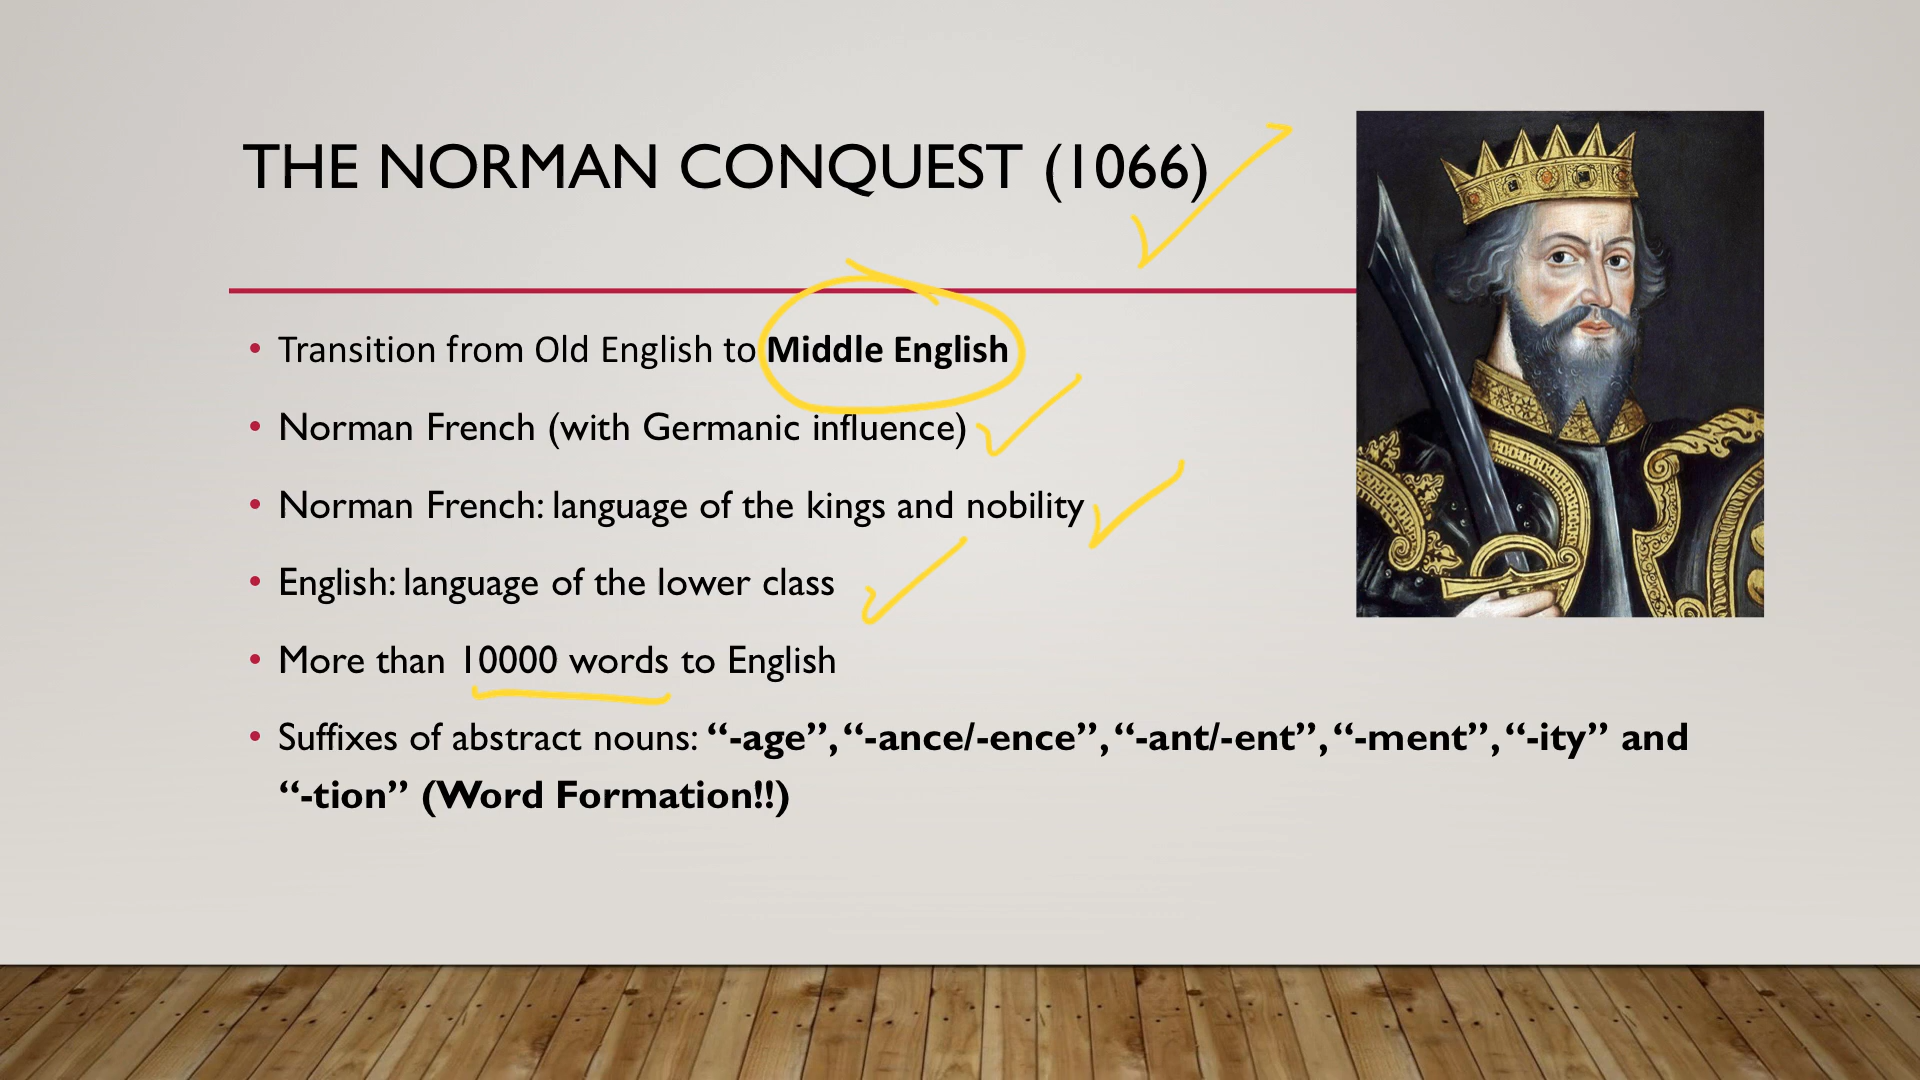 THE NORMAN CONQUEST (1066)
• Transition from Old English to Middle English
• Norman French (with Germanic influence)
• Norman French: language of the kings and nobility
• English: language of the lower class
• More than 10000 words to English
• Suffixes of abstract nouns: “-age”, “-ance/-ence”, “-ant/-ent”, “-ment”, “-ity” and
“-tion” (Word Formation!!)